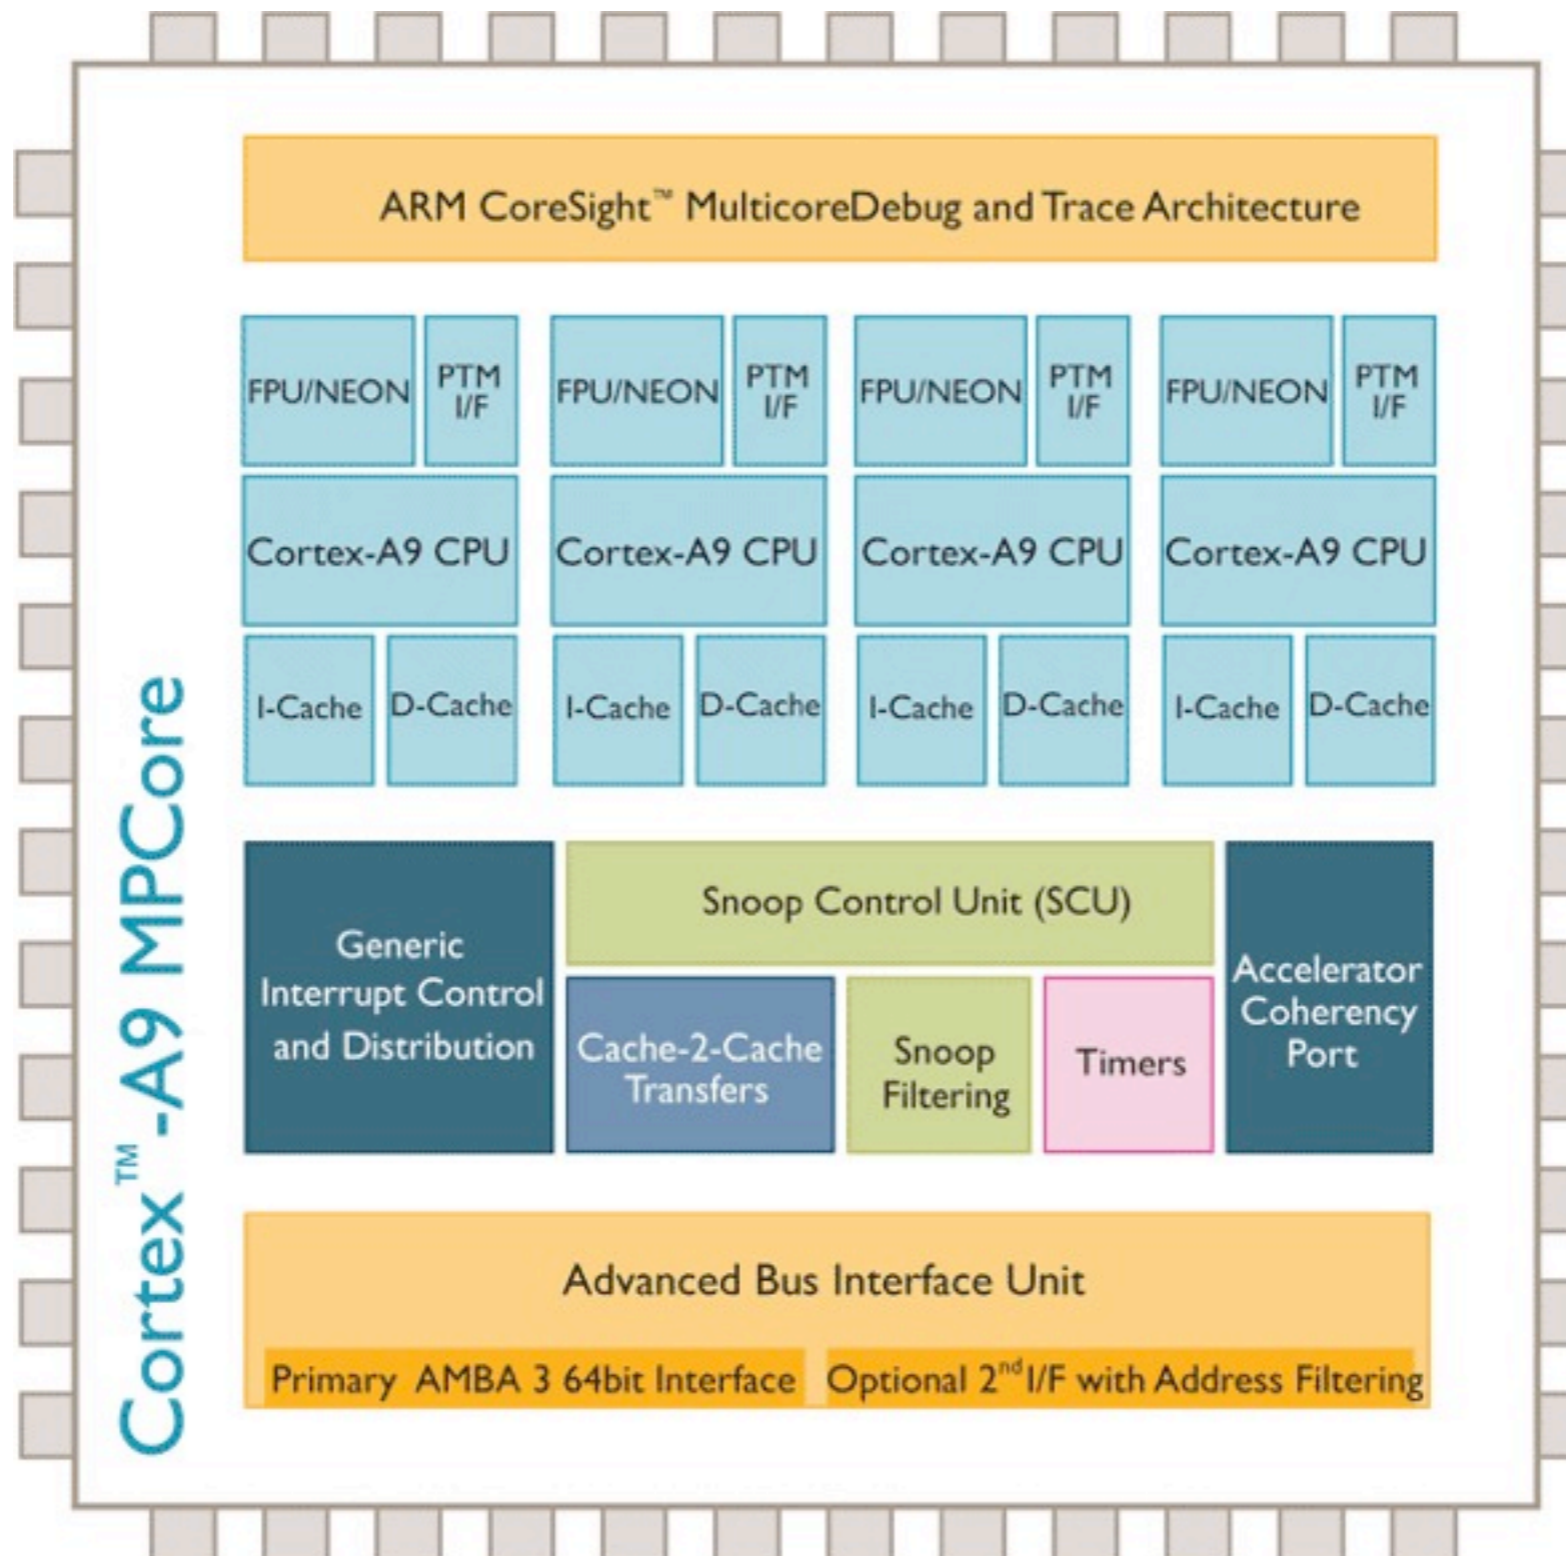 ARM CoreSight™ MulticoreDebug and Trace Architecture
FPU/NEON
PTM
I/F
FPU/NEON
PTM
I/F
FPU/NEON
PTM
I/F
FPU/NEON
PTM
I/F
Cortex-A9 CPU
Cortex-A9 CPU
Cortex-A9 CPU
Cortex-A9 CPU
I-Cache
D-Cache
I-Cache
D-Cache
I-Cache
D-Cache
I-Cache
D-Cache
Cortex™-A9 MPCore
Generic
Interrupt Control
and Distribution
Snoop Control Unit (SCU)
Cache-2-Cache
Transfers
Snoop
Filtering
Timers
Accelerator
Coherency
Port
Advanced Bus Interface Unit
Primary AMBA 3 64bit Interface
Optional 2nd I/F with Address Filtering